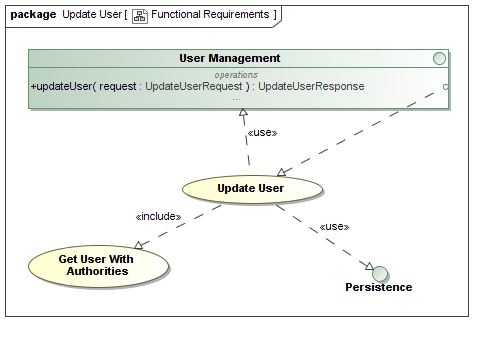 package Update User [ Functional Requirements ]
User Management
operations
+updateUser( request : UpdateUserRequest ) : UpdateUserResponse
...
«use»
Update User
«include»
«use»
Get User With
Authorities
Persistence